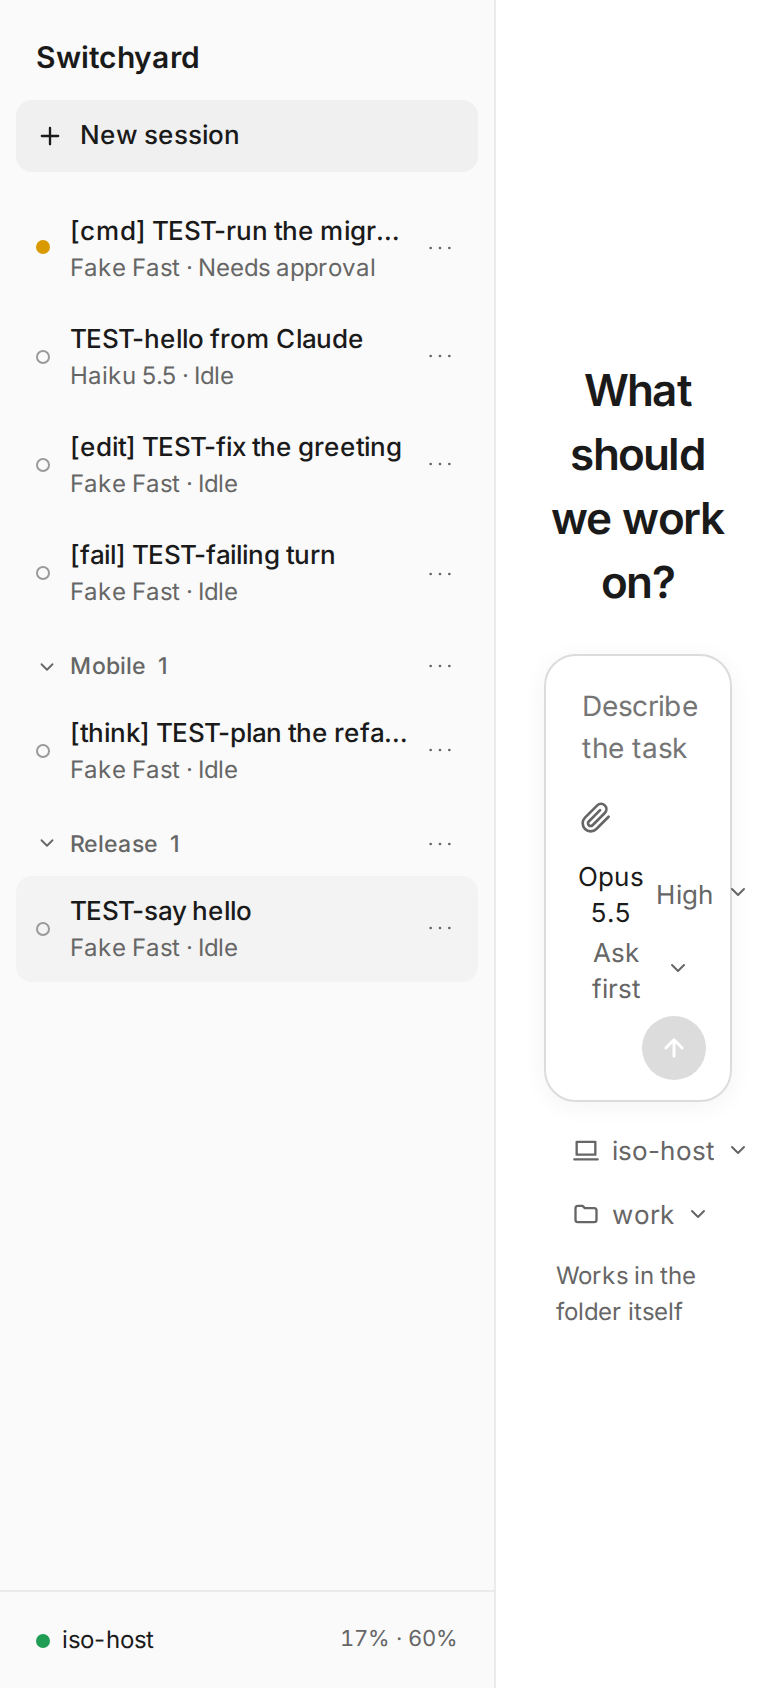 Switchyard
New session
[cmd] TEST-run the migr...
Fake Fast · Needs approval
TEST-hello from Claude
Haiku 5.5 · Idle
[edit] TEST-fix the greeting
Fake Fast · Idle
[fail] TEST-failing turn
Fake Fast · Idle
Mobile 1
[think] TEST-plan the refa...
Fake Fast · Idle
Release 1
TEST-say hello
Fake Fast · Idle
iso-host 17% · 60%
What
should
we work
on?
Describe
the task
Opus
5.5
High
Ask
first
iso-host
work
Works in the
folder itself